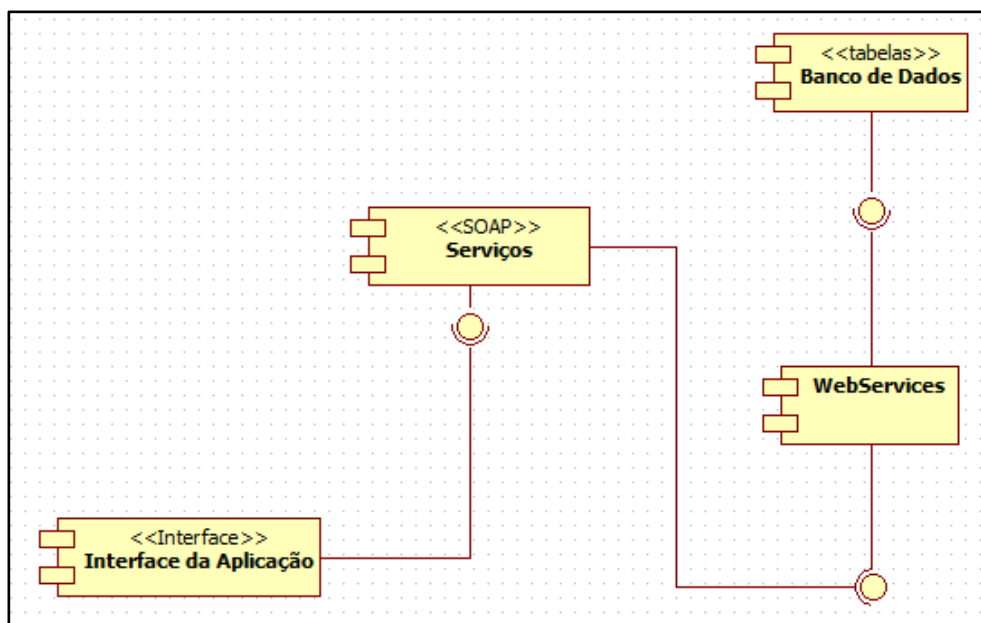 <<tabelas>>
Banco de Dados
<<SOAP>>
Serviços
WebServices
<<Interface>>
Interface da Aplicação